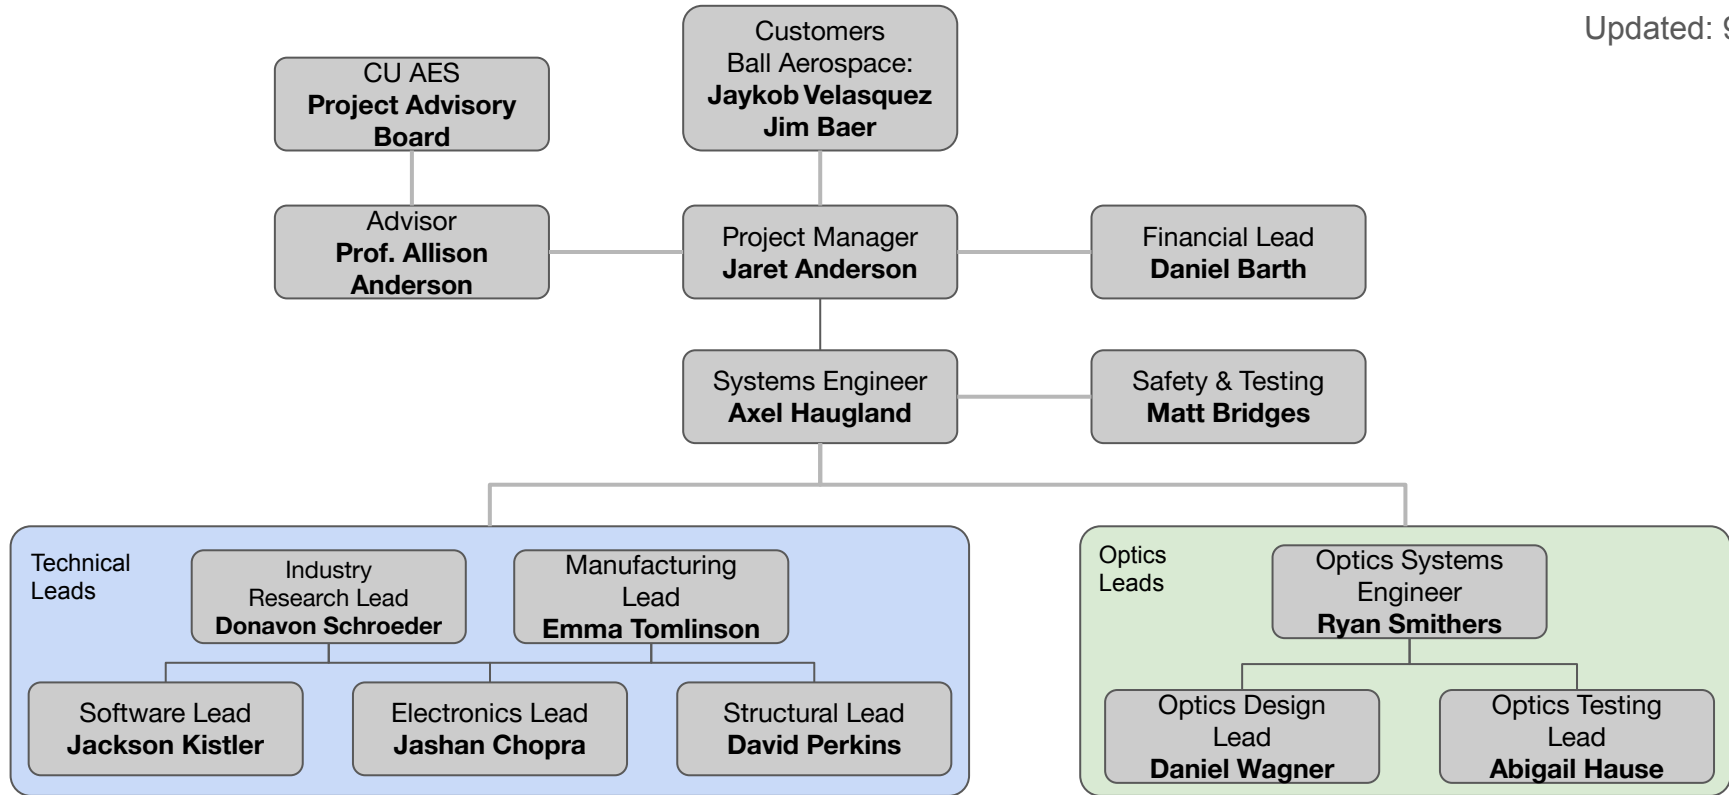 Updated: 9
Customers
Ball Aerospace:
Jaykob Velasquez
Jim Baer
CU AES
Project Advisory
Board
Advisor
Prof. Allison
Anderson
Project Manager
Jaret Anderson
Financial Lead
Daniel Barth
Systems Engineer
Axel Haugland
Safety & Testing
Matt Bridges
Technical
Leads
Industry
Research Lead
Donavon Schroeder
Manufacturing
Lead
Emma Tomlinson
Software Lead
Jackson Kistler
Electronics Lead
Jashan Chopra
Structural Lead
David Perkins
Optics
Leads
Optics Systems
Engineer
Ryan Smithers
Optics Design
Lead
Daniel Wagner
Optics Testing
Lead
Abigail Hause